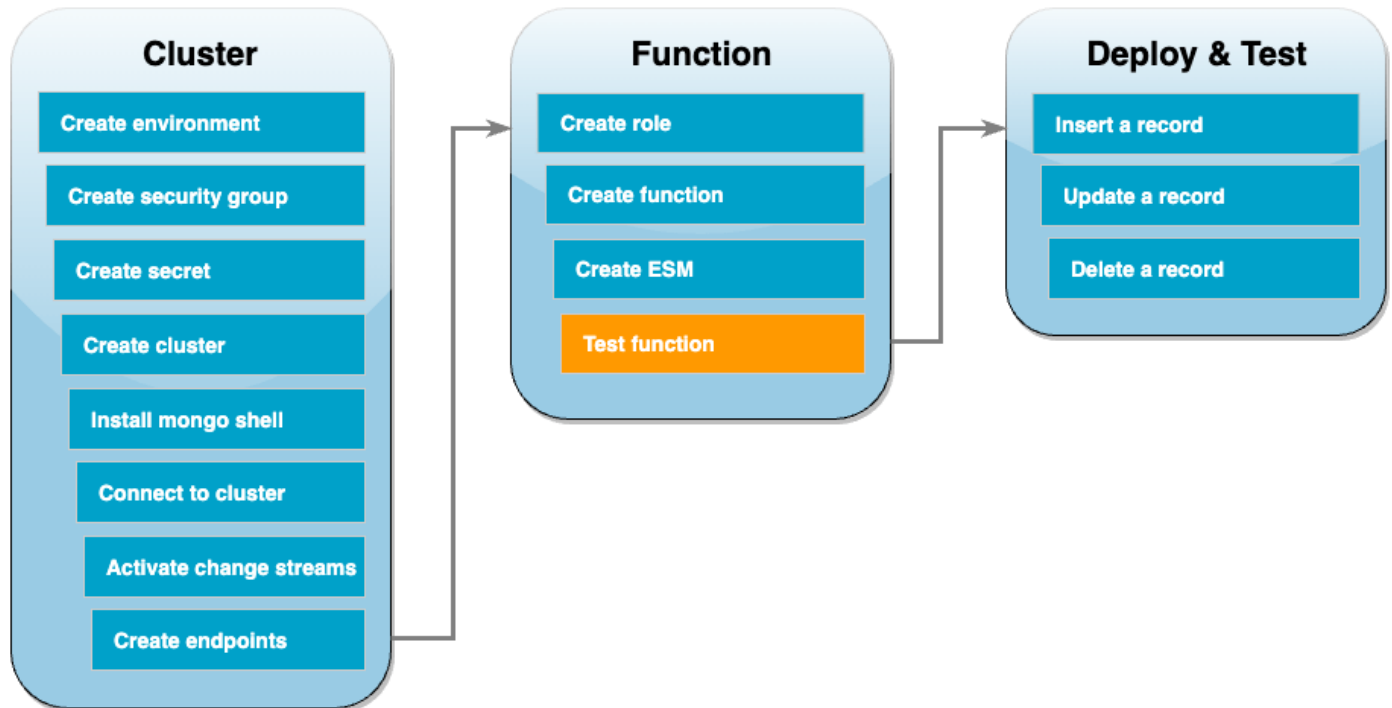 Cluster
Create environment
Create security group
Create secret
Create cluster
Install mongo shell
Connect to cluster
Activate change streams
Create endpoints
Function
Create role
Create function
Create ESM
Test function
Deploy & Test
Insert a record
Update a record
Delete a record